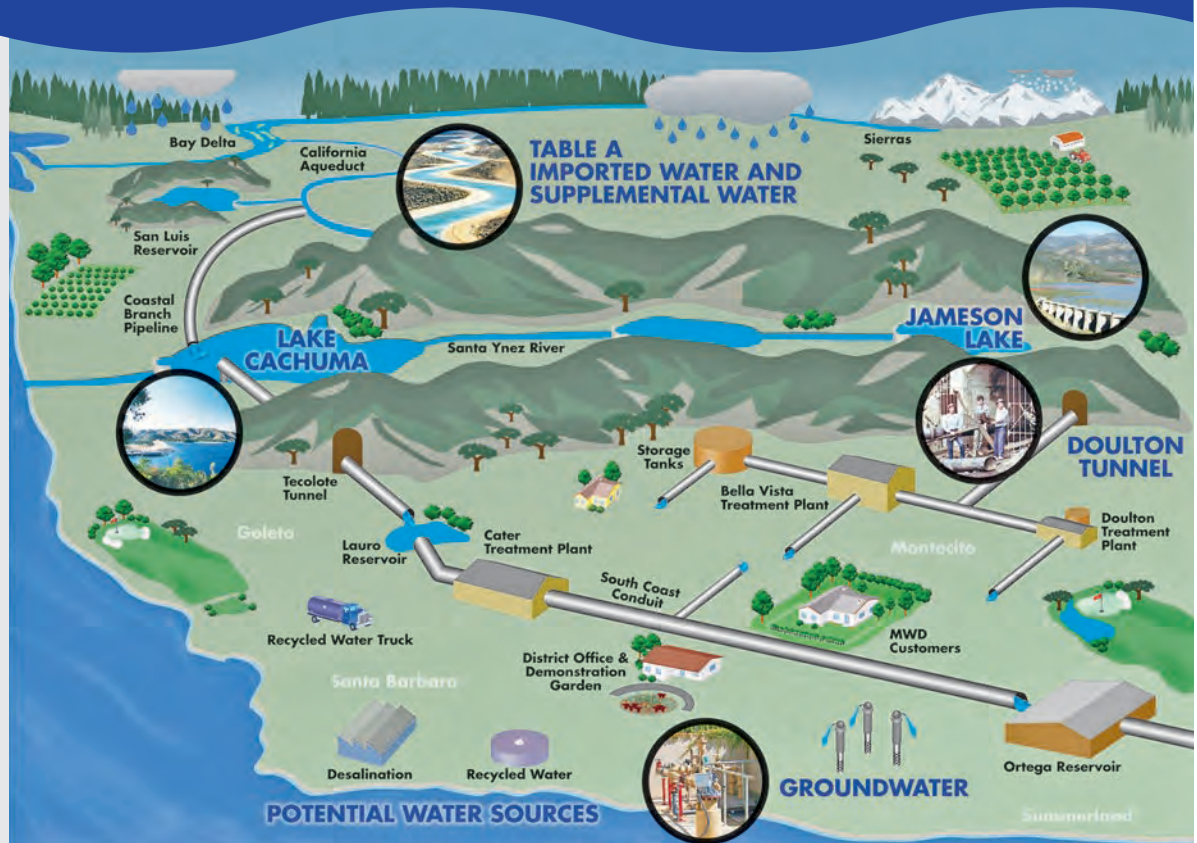 Bay Delta
California
Aqueduct
TABLE A
IMPORTED WATER AND
SUPPLEMENTAL WATER
Sierras
San Luis
Reservoir
Coastal
Branch
Pipeline
LAKE
CACHUMA
Santa Ynez River
JAMESON
LAKE
DOULTON
TUNNEL
Storage
Tanks
Tecolote
Tunnel
Bella Vista
Treatment Plant
Doulton
Treatment
Plant
Goleta
Lauro
Reservoir
Cater
Treatment Plant
Montecito
South Coast
Conduit
Recycled Water Truck
MWD
Customers
District Office &
Demonstration
Garden
Santa Barbara
Desalination
Recycled Water
GROUNDWATER
Ortega Reservoir
POTENTIAL WATER SOURCES
Summerland